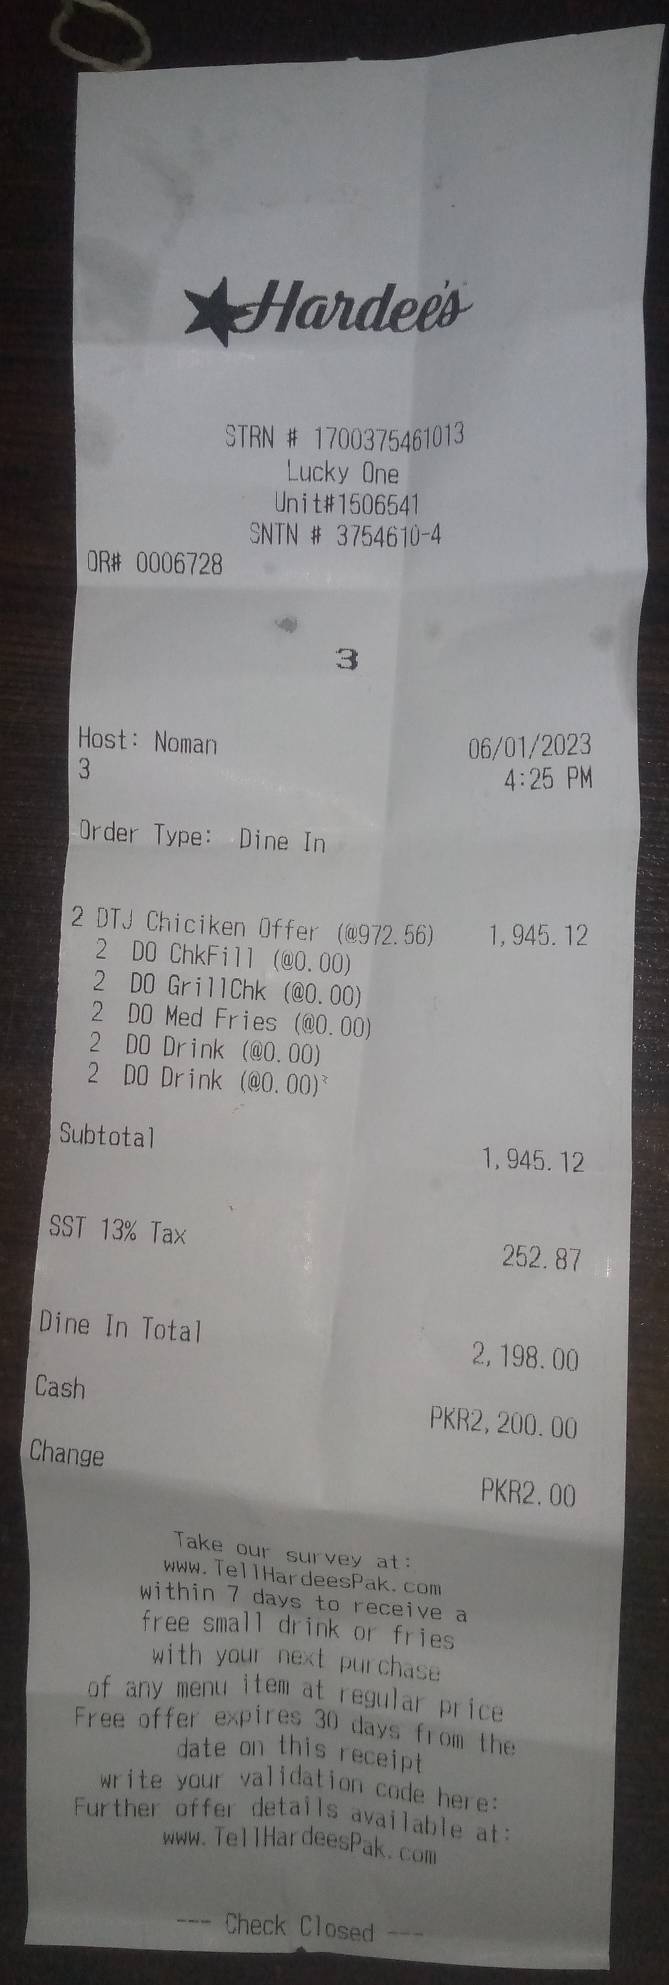 Hardee's
STRN # 1700375461013
Lucky One
Unit#1506541
SNTN # 3754610-4
OR# 0006728
3
Host: Noman 06/01/2023
3 4:25 PM
Order Type: Dine In
2 DTJ Chiciken Offer (@972.56) 1,945.12
2 DO ChkFill (@0.00)
2 DO GrillChk (@0.00)
2 DO Med Fries (@0.00)
2 DO Drink (@0.00)
2 DO Drink (@0.00)
Subtotal 1,945.12
SST 13% Tax 252.87
Dine In Total 2,198.00
Cash PKR2,200.00
Change PKR2.00
Take our survey at:
www.TellHardeesPak.com
within 7 days to receive a
free small drink or fries
with your next purchase
of any menu item at regular price
Free offer expires 30 days from the
date on this receipt
write your validation code here:
Further offer details available at:
www.TellHardeesPak.com
--- Check Closed ---